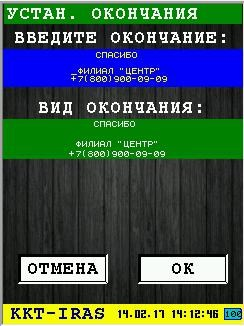 УСТАН. ОКОНЧАНИЯ
ВВЕДИТЕ ОКОНЧАНИЕ:
СПАСИБО
ФИЛИАЛ "ЦЕНТР"
+7(800)900-09-09
ВИД ОКОНЧАНИЯ:
СПАСИБО
ФИЛИАЛ "ЦЕНТР"
+7(800)900-09-09
ОТМЕНА ОК
KKT-IRAS 14.02.17 14:12:46 100